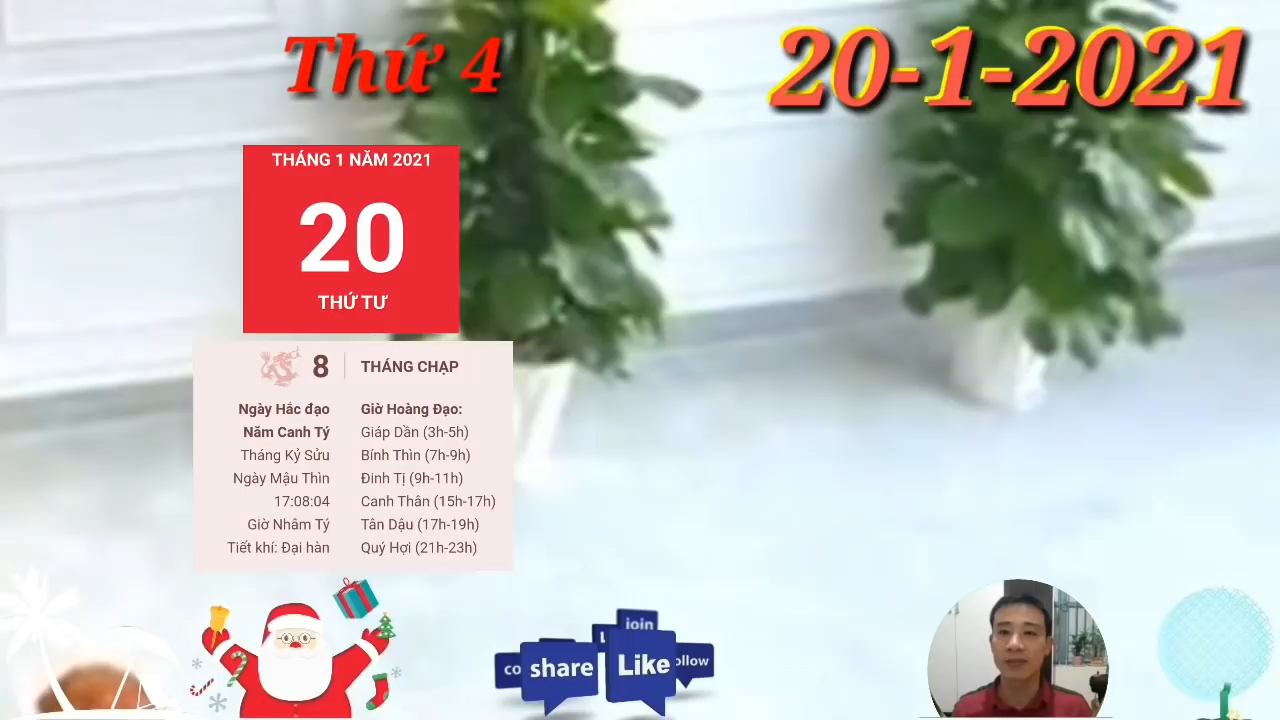 Thứ 4
20-1-2021
THÁNG 1 NĂM 2021
20
THỨ TƯ
8
THÁNG CHẠP
Ngày Hắc đạo
Năm Canh Tý
Tháng Kỷ Sửu
Ngày Mậu Thìn
17:08:04
Giờ Nhâm Tý
Tiết khí: Đại hàn
Giờ Hoàng Đạo:
Giáp Dần (3h-5h)
Bính Thìn (7h-9h)
Đinh Tị (9h-11h)
Canh Thân (15h-17h)
Tân Dậu (17h-19h)
Quý Hợi (21h-23h)
join
share
Like